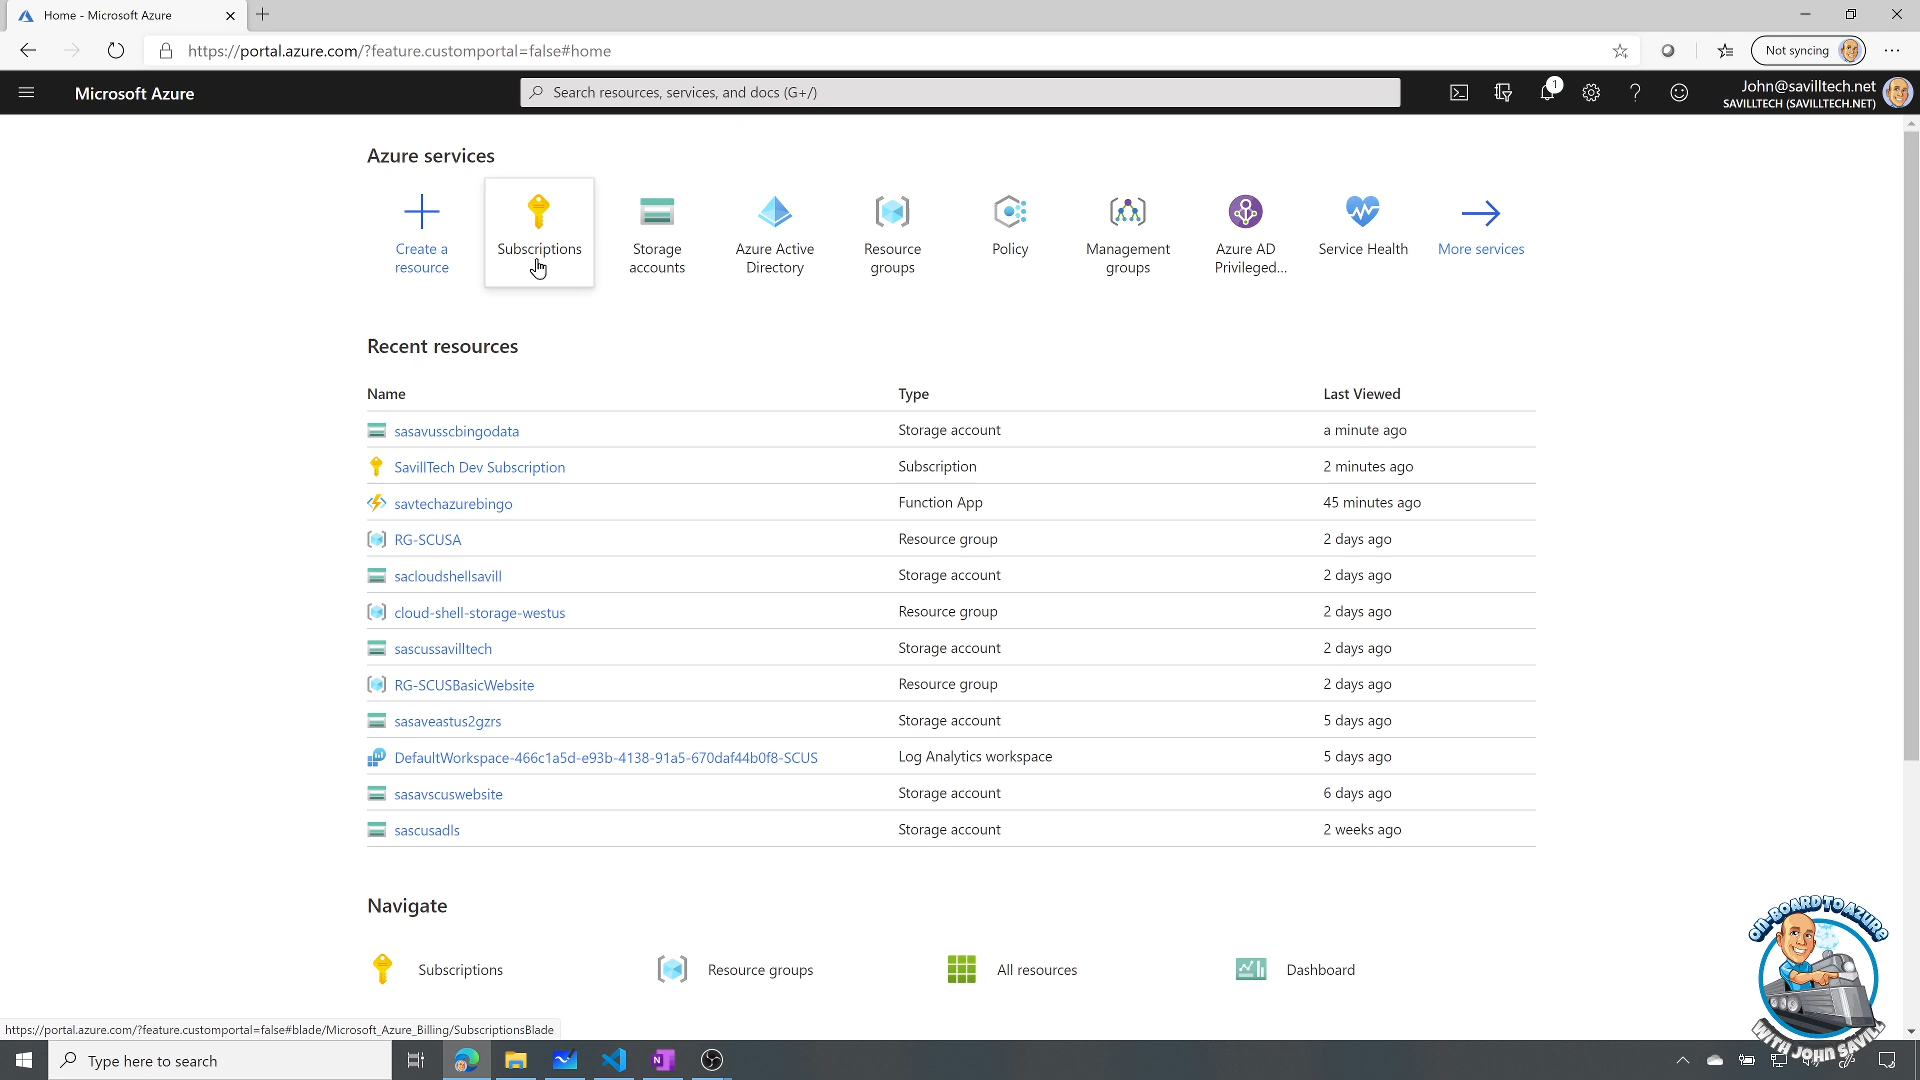 Home - Microsoft Azure
https://portal.azure.com/?feature.customportal=false#home
Not syncing
Microsoft Azure
Search resources, services, and docs (G+/)
1
John@savilltech.net
SAVILLTECH (SAVILLTECH.NET)
Azure services
Create a resource
Subscriptions
Storage accounts
Azure Active Directory
Resource groups
Policy
Management groups
Azure AD Privileged...
Service Health
More services
Recent resources
Name Type Last Viewed
sasavusscbingodata Storage account a minute ago
SavillTech Dev Subscription Subscription 2 minutes ago
savtechazurebingo Function App 45 minutes ago
RG-SCUSA Resource group 2 days ago
sacloudshellsavill Storage account 2 days ago
cloud-shell-storage-westus Resource group 2 days ago
sascussavilltech Storage account 2 days ago
RG-SCUSBasicWebsite Resource group 2 days ago
sasaveastus2gzrs Storage account 5 days ago
DefaultWorkspace-466c1a5d-e93b-4138-91a5-670daf44b0f8-SCUS Log Analytics workspace 5 days ago
sasavscuswebsite Storage account 6 days ago
sascusadls Storage account 2 weeks ago
Navigate
Subscriptions
Resource groups
All resources
Dashboard
ON-BOARD TO AZURE
WITH JOHN SAVILL
https://portal.azure.com/?feature.customportal=false#blade/Microsoft_Azure_Billing/SubscriptionsBlade
Type here to search